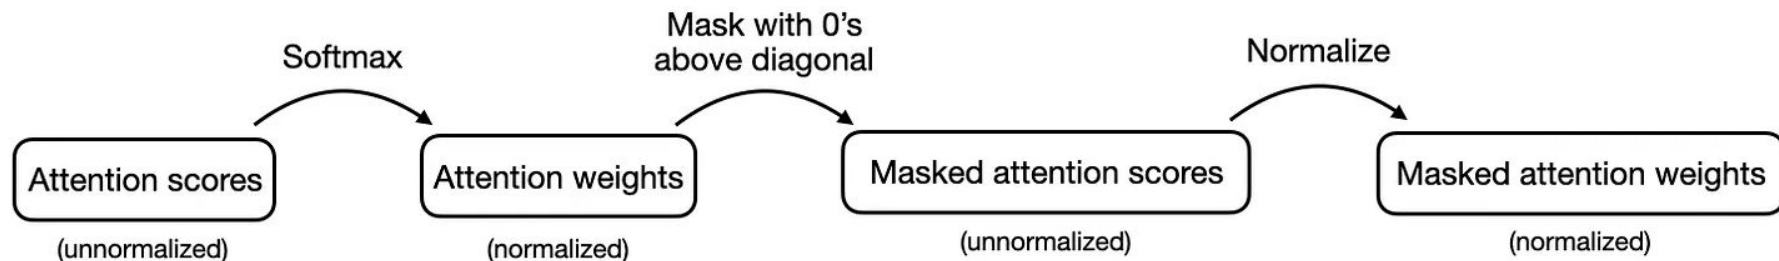 Softmax
Mask with 0's
above diagonal
Normalize
Attention scores
Attention weights
Masked attention scores
Masked attention weights
(unnormalized)
(normalized)
(unnormalized)
(normalized)